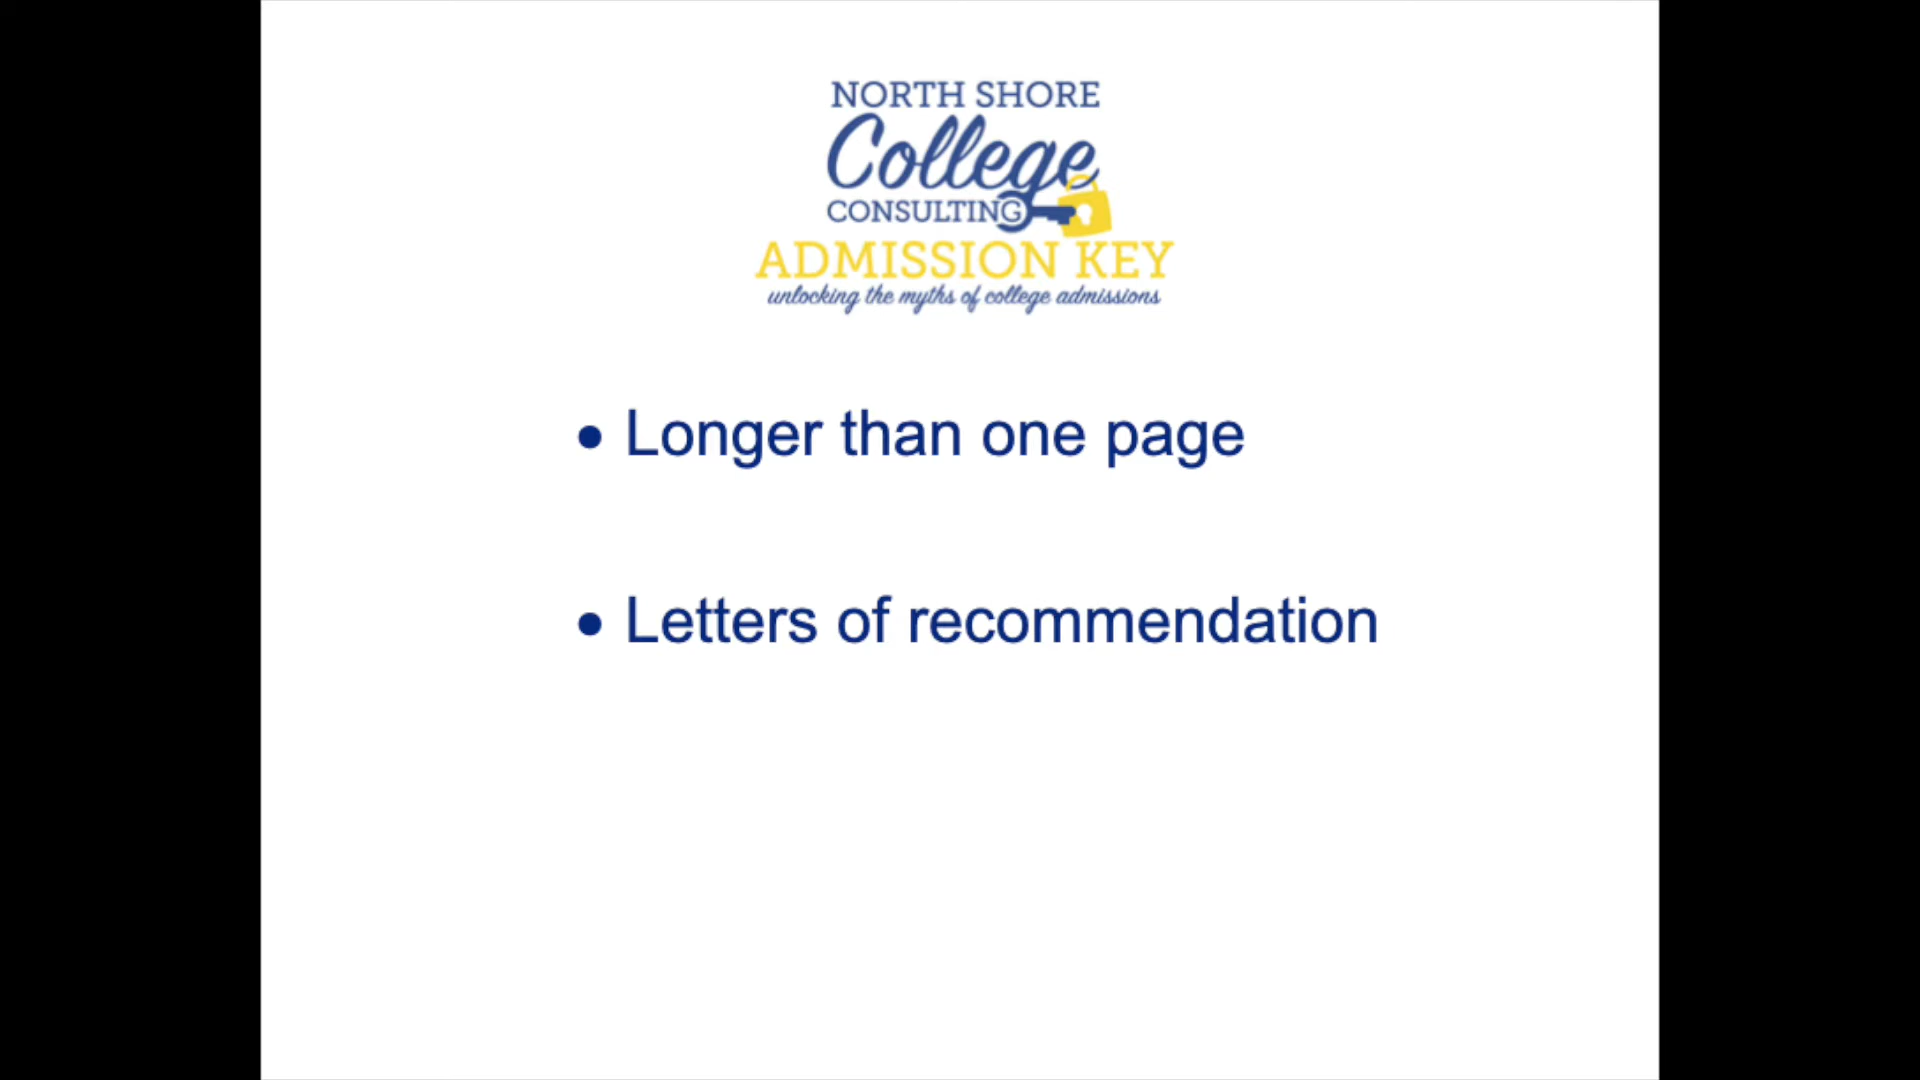 NORTH SHORE
College
CONSULTING
ADMISSION KEY
unlocking the myths of college admissions
• Longer than one page
• Letters of recommendation